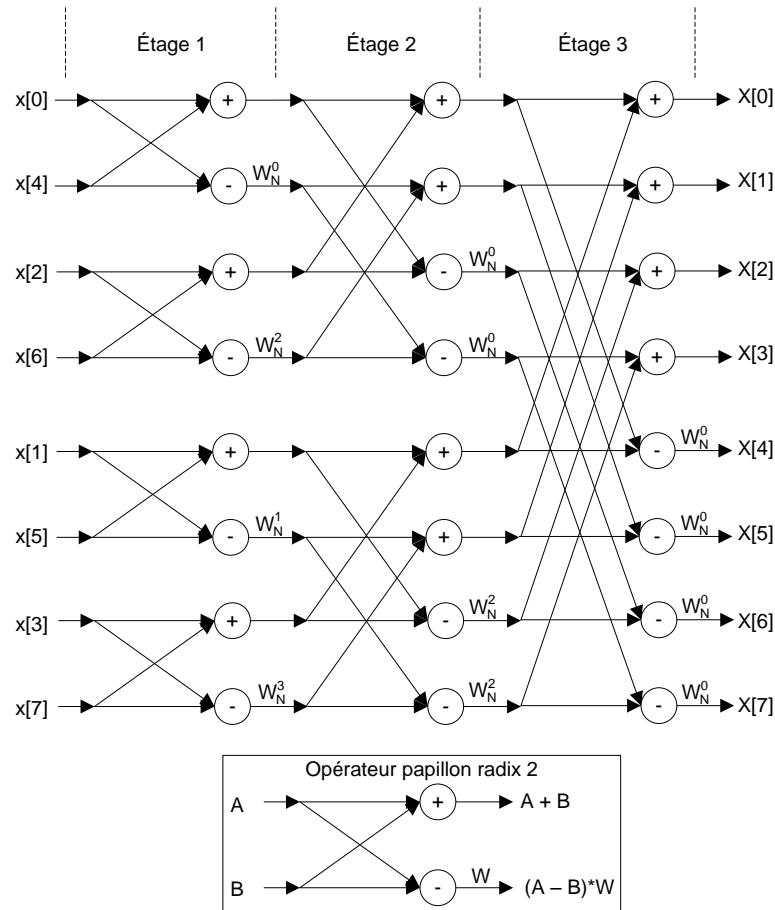 Étage 1 Étage 2 Étage 3
x[0] + + + X[0]
x[4] - W_N^0 + + X[1]
x[2] + - W_N^0 + X[2]
x[6] - W_N^2 - W_N^0 + X[3]
x[1] + + - W_N^0 X[4]
x[5] - W_N^1 + - W_N^0 X[5]
x[3] + - W_N^2 - W_N^0 X[6]
x[7] - W_N^3 - W_N^2 - W_N^0 X[7]
Opérateur papillon radix 2
A + A + B
B - W (A – B)*W